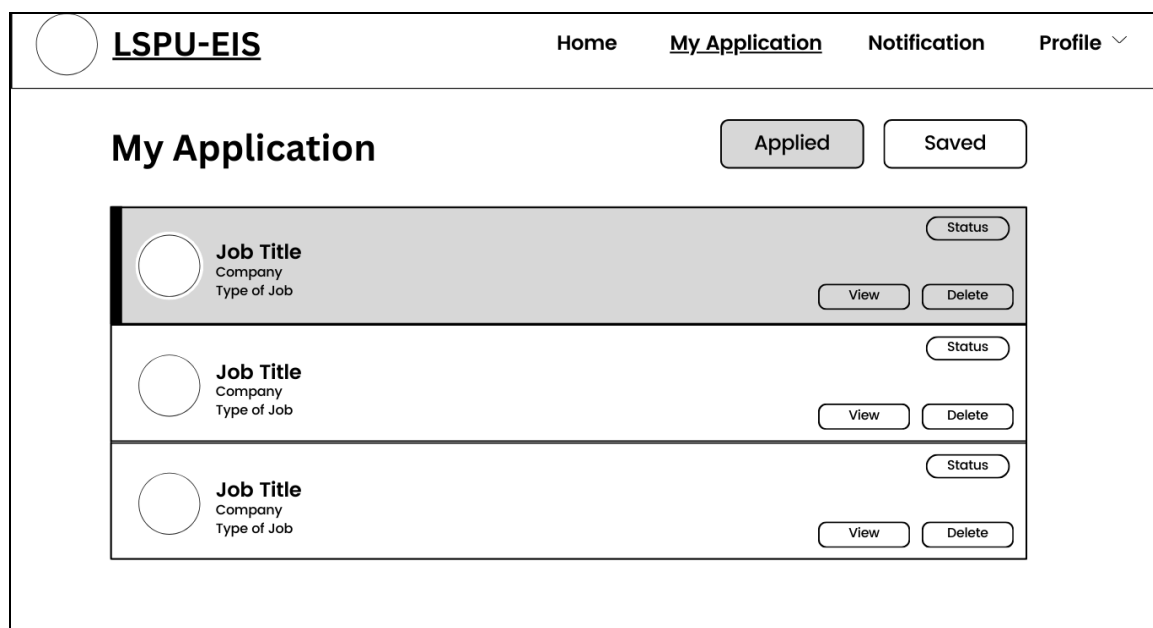 LSPU-EIS Home My Application Notification Profile
My Application Applied Saved
Status
Job Title
Company
Type of Job
View Delete
Status
Job Title
Company
Type of Job
View Delete
Status
Job Title
Company
Type of Job
View Delete